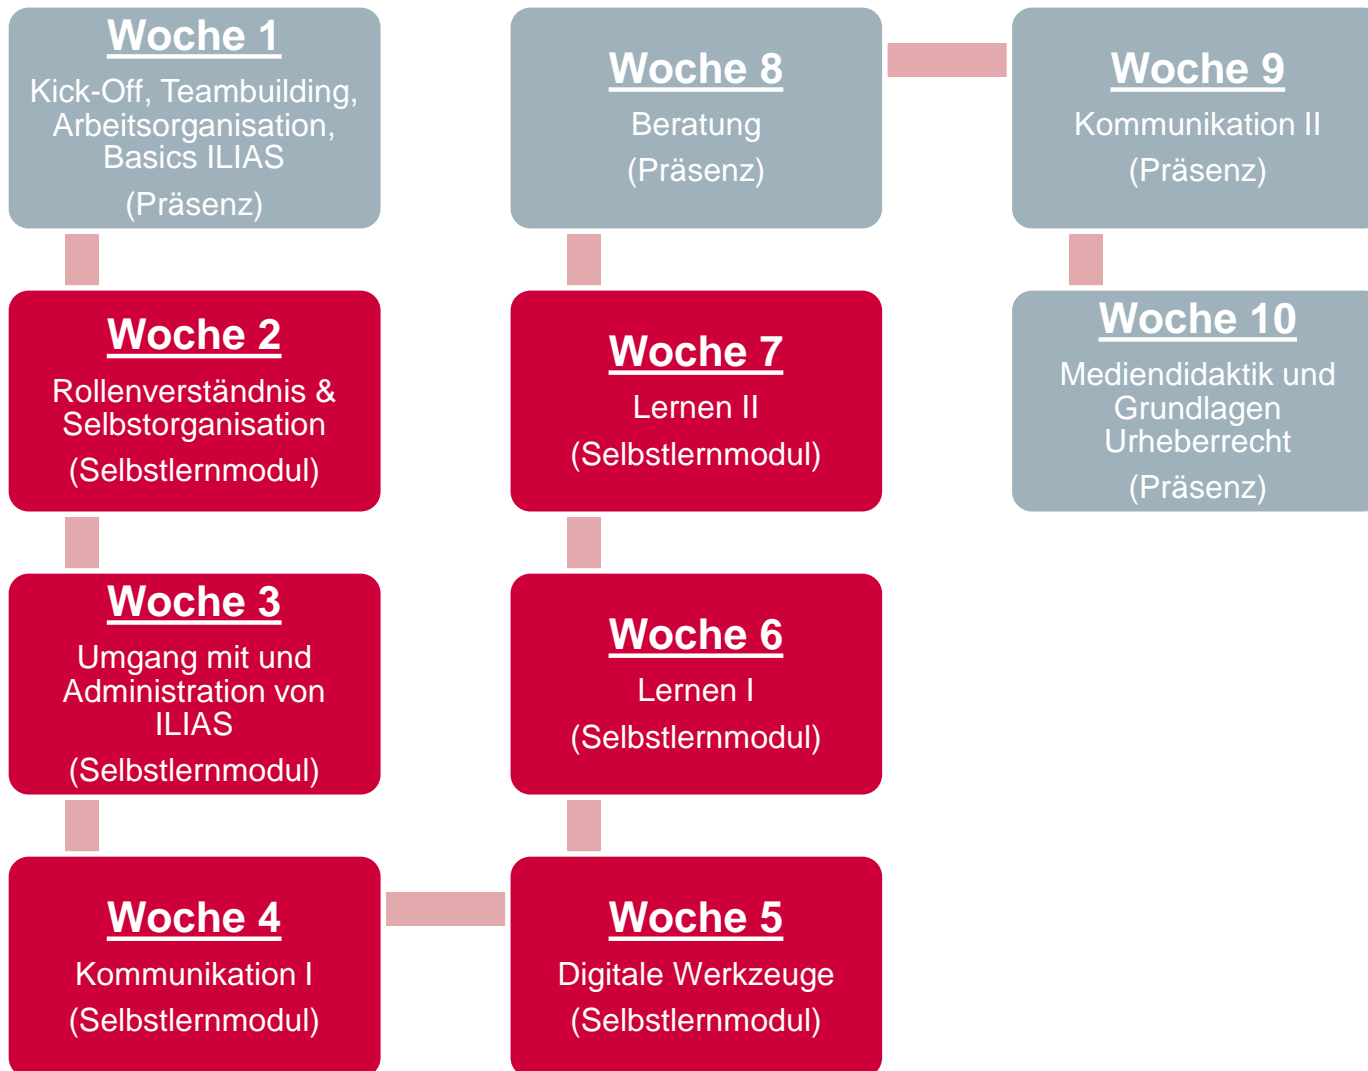 Woche 1
Kick-Off, Teambuilding,
Arbeitsorganisation,
Basics ILIAS
(Präsenz)
Woche 2
Rollenverständnis &
Selbstorganisation
(Selbstlernmodul)
Woche 3
Umgang mit und
Administration von
ILIAS
(Selbstlernmodul)
Woche 4
Kommunikation I
(Selbstlernmodul)
Woche 5
Digitale Werkzeuge
(Selbstlernmodul)
Woche 6
Lernen I
(Selbstlernmodul)
Woche 7
Lernen II
(Selbstlernmodul)
Woche 8
Beratung
(Präsenz)
Woche 9
Kommunikation II
(Präsenz)
Woche 10
Mediendidaktik und
Grundlagen
Urheberrecht
(Präsenz)